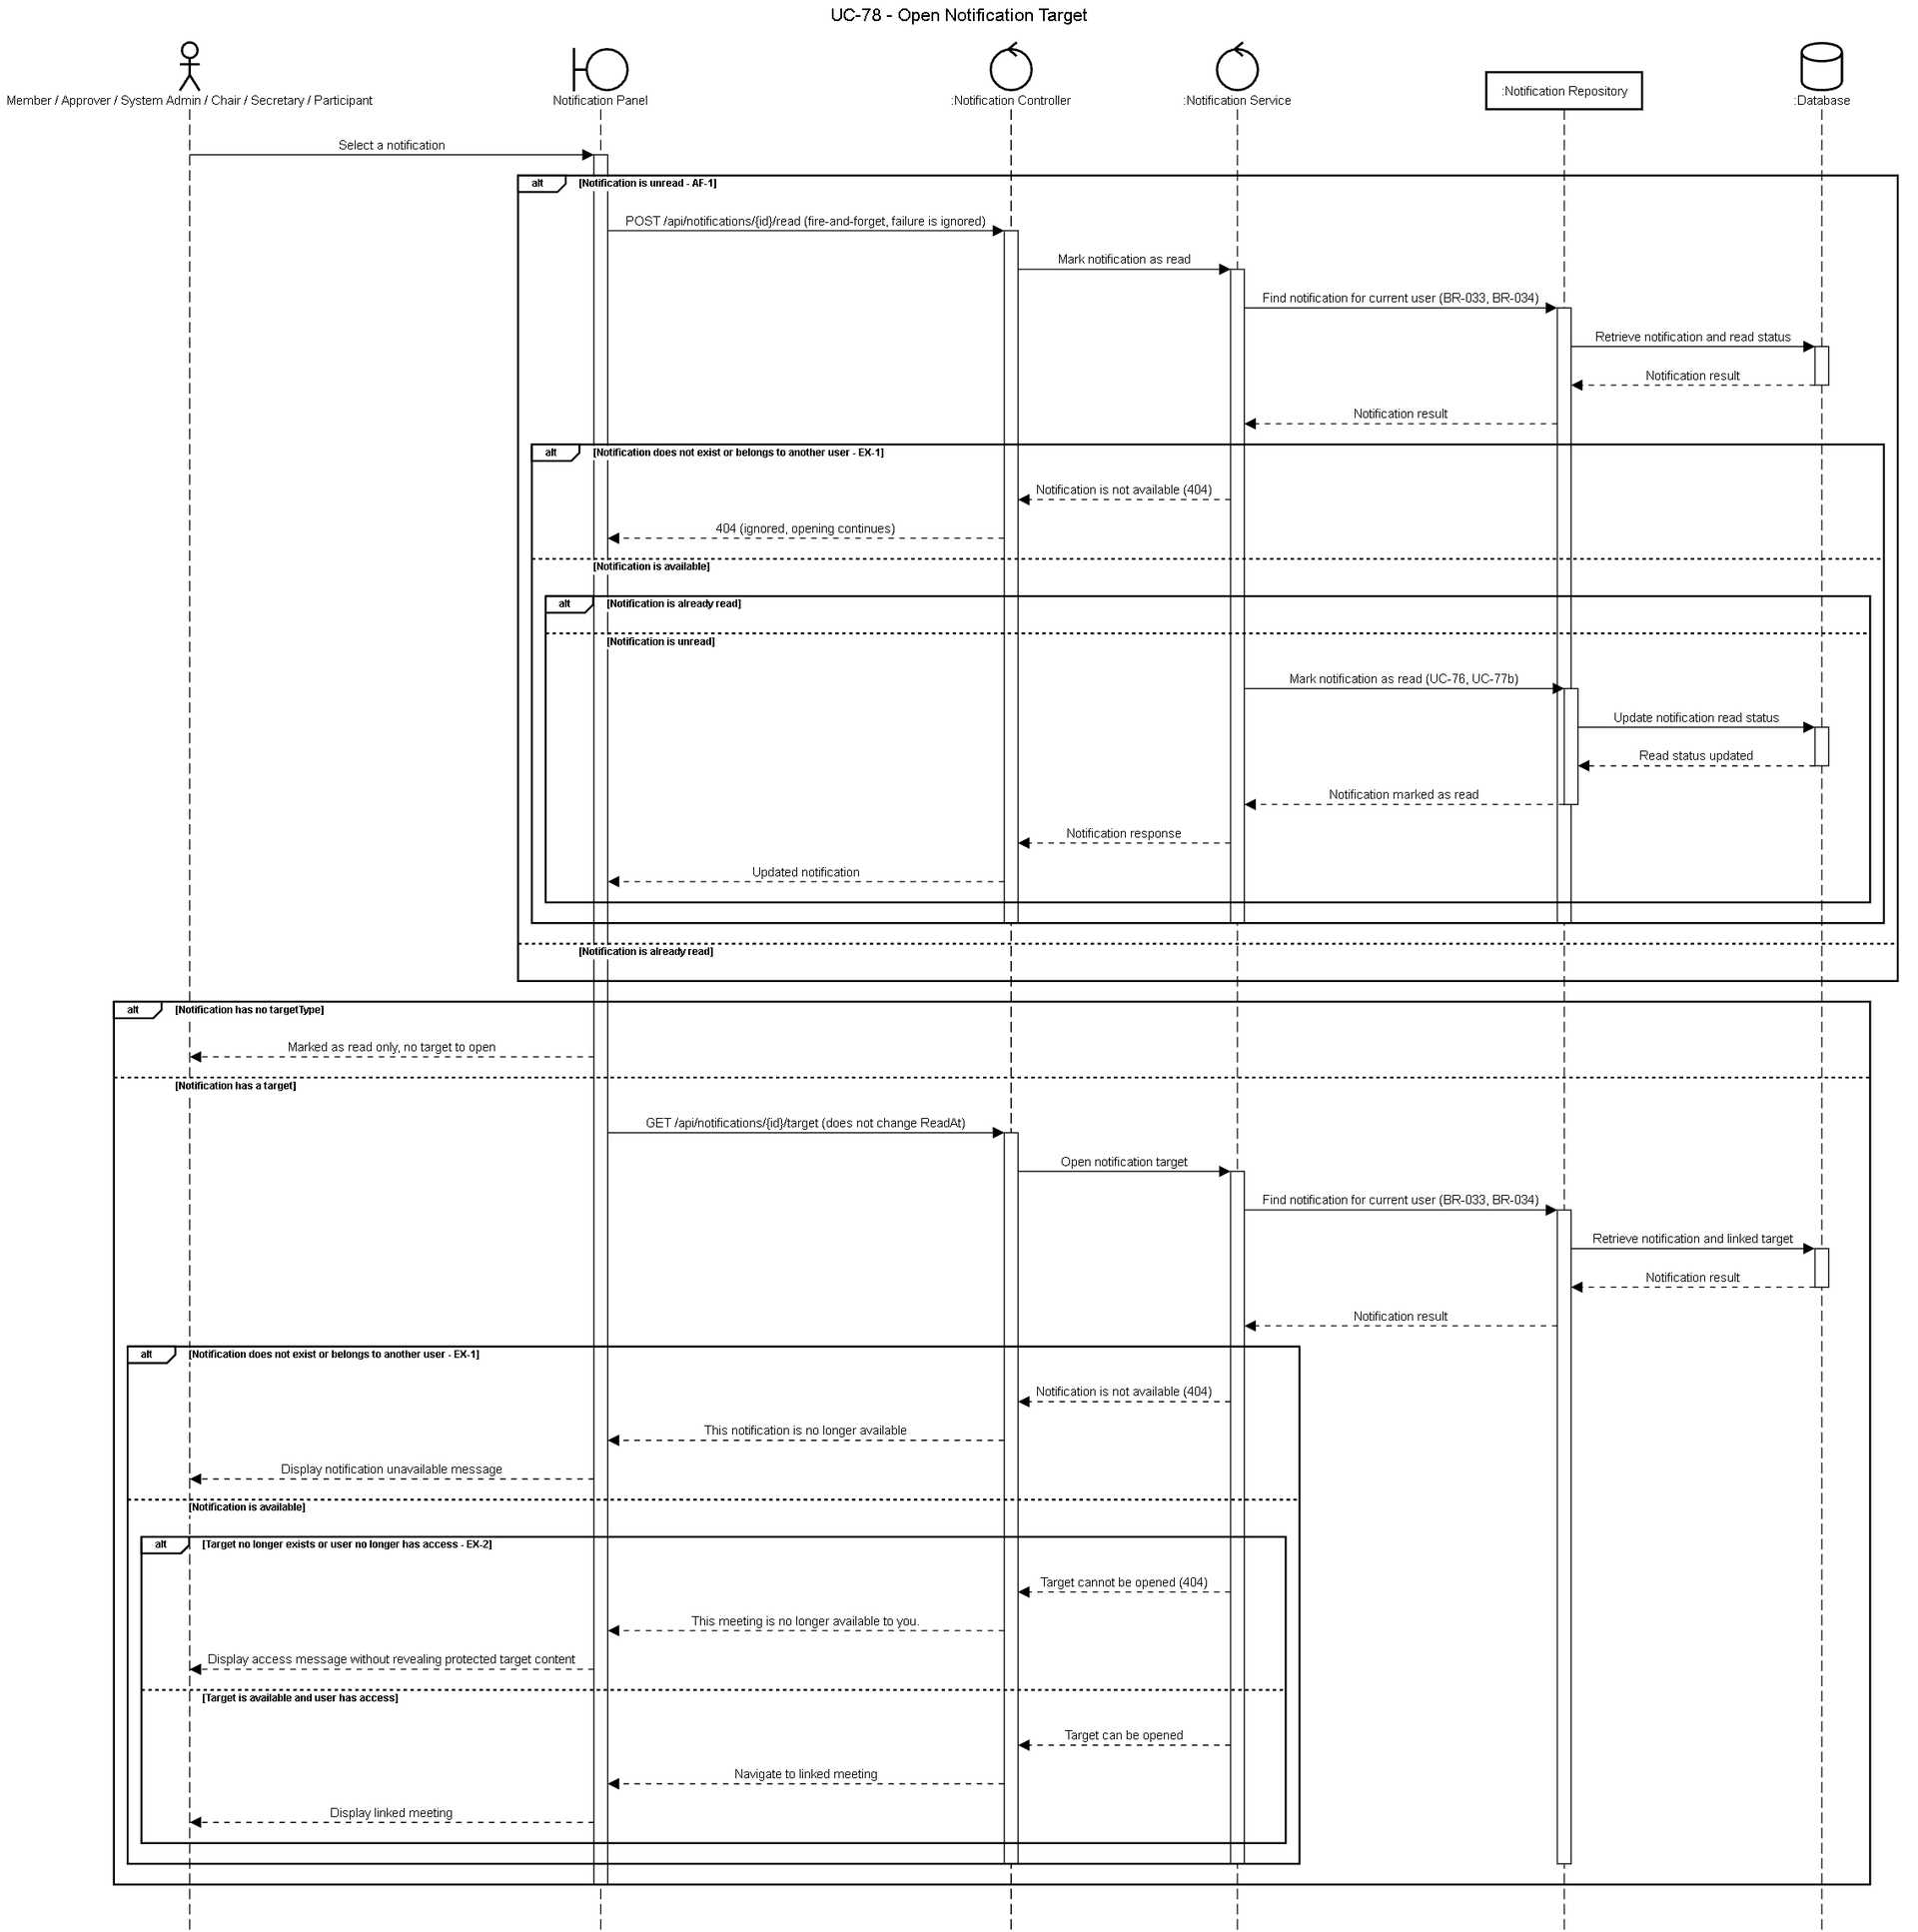 UC-78 - Open Notification Target
Member / Approver / System Admin / Chair / Secretary / Participant
Notification Panel
:Notification Controller
:Notification Service
:Notification Repository
:Database
Select a notification
alt
[Notification is unread - AF-1]
POST /api/notifications/{id}/read (fire-and-forget, failure is ignored)
Mark notification as read
Find notification for current user (BR-033, BR-034)
Retrieve notification and read status
Notification result
Notification result
alt
[Notification does not exist or belongs to another user - EX-1]
Notification is not available (404)
404 (ignored, opening continues)
[Notification is available]
alt
[Notification is already read]
[Notification is unread]
Mark notification as read (UC-76, UC-77b)
Update notification read status
Read status updated
Notification marked as read
Notification response
Updated notification
[Notification is already read]
alt
[Notification has no targetType]
Marked as read only, no target to open
[Notification has a target]
GET /api/notifications/{id}/target (does not change ReadAt)
Open notification target
Find notification for current user (BR-033, BR-034)
Retrieve notification and linked target
Notification result
Notification result
alt
[Notification does not exist or belongs to another user - EX-1]
Notification is not available (404)
This notification is no longer available
Display notification unavailable message
[Notification is available]
alt
[Target no longer exists or user no longer has access - EX-2]
Target cannot be opened (404)
This meeting is no longer available to you.
Display access message without revealing protected target content
[Target is available and user has access]
Target can be opened
Navigate to linked meeting
Display linked meeting